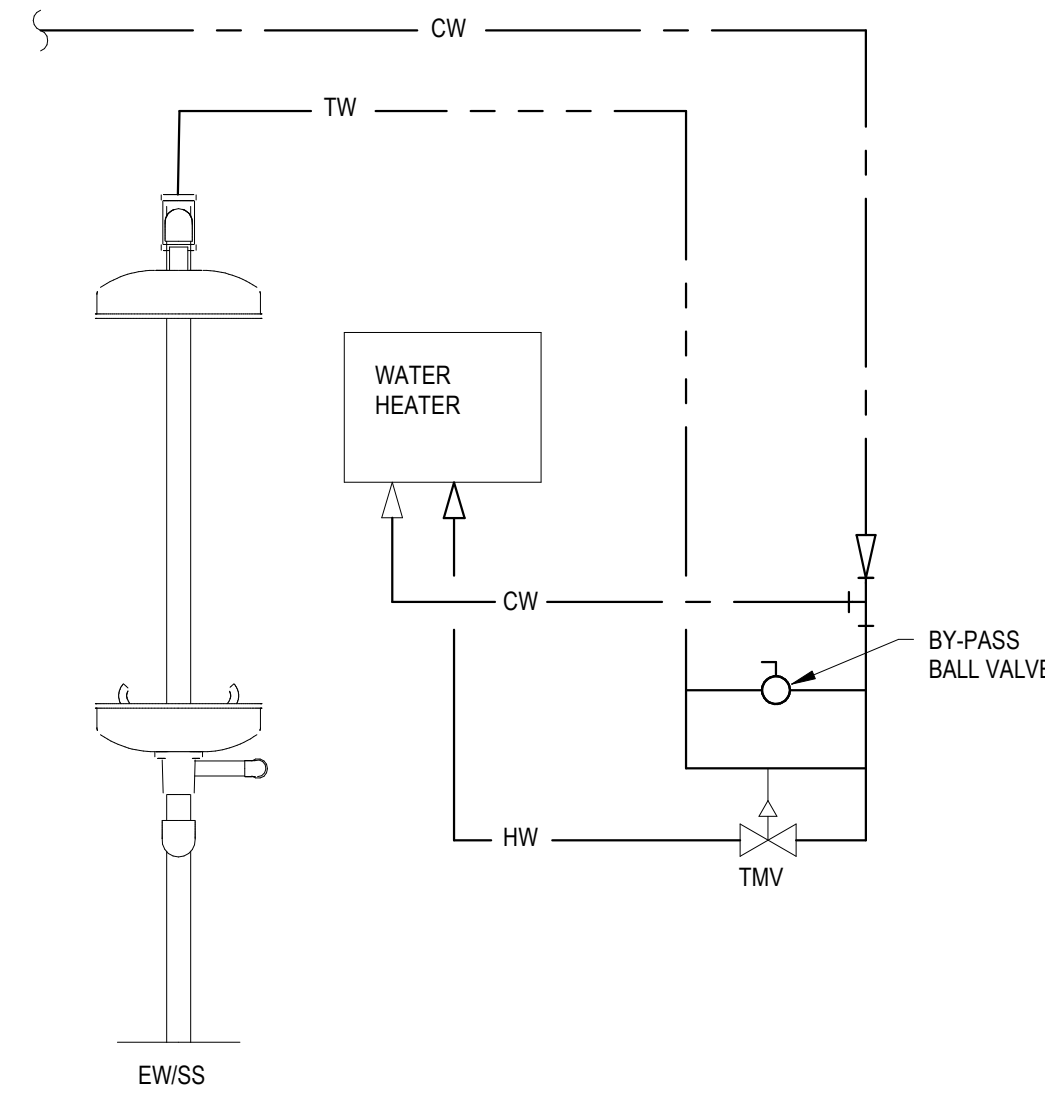 CW
TW
WATER
HEATER
CW
BY-PASS
BALL VALVE
HW
TMV
EW/SS